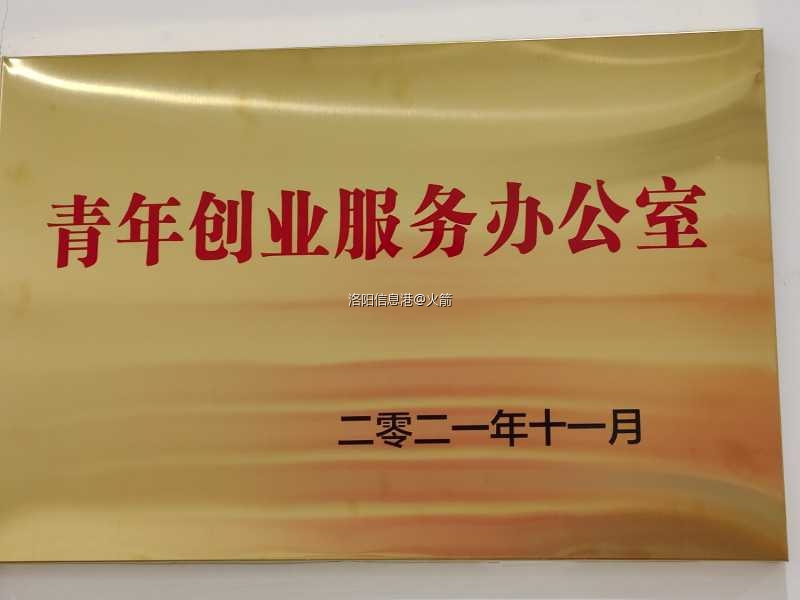 青年创业服务办公室
洛阳信息港@火箭
二零二一年十一月